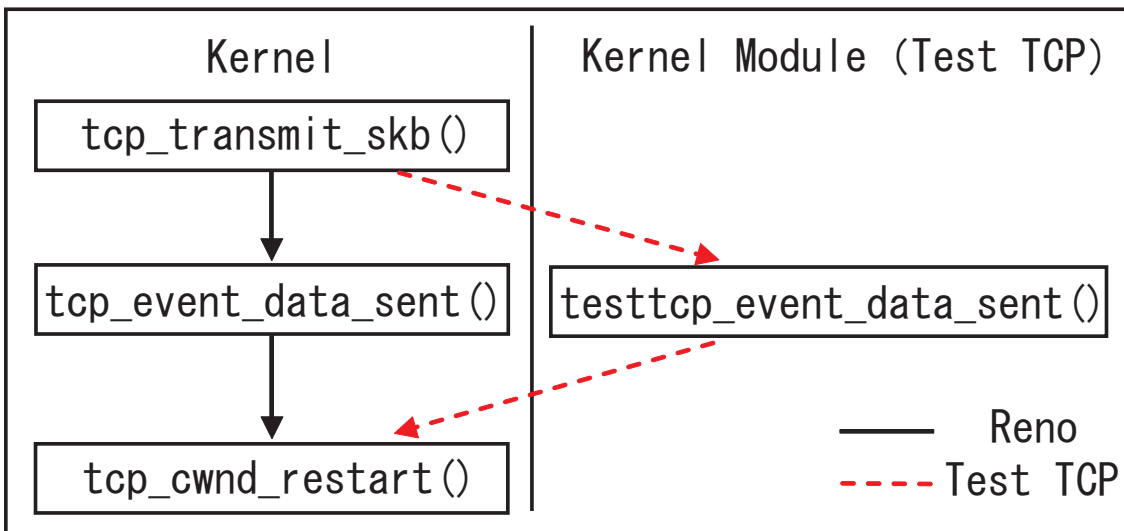 Kernel
Kernel Module (Test TCP)
tcp_transmit_skb()
tcp_event_data_sent()
testtcp_event_data_sent()
tcp_cwnd_restart()
Reno
Test TCP